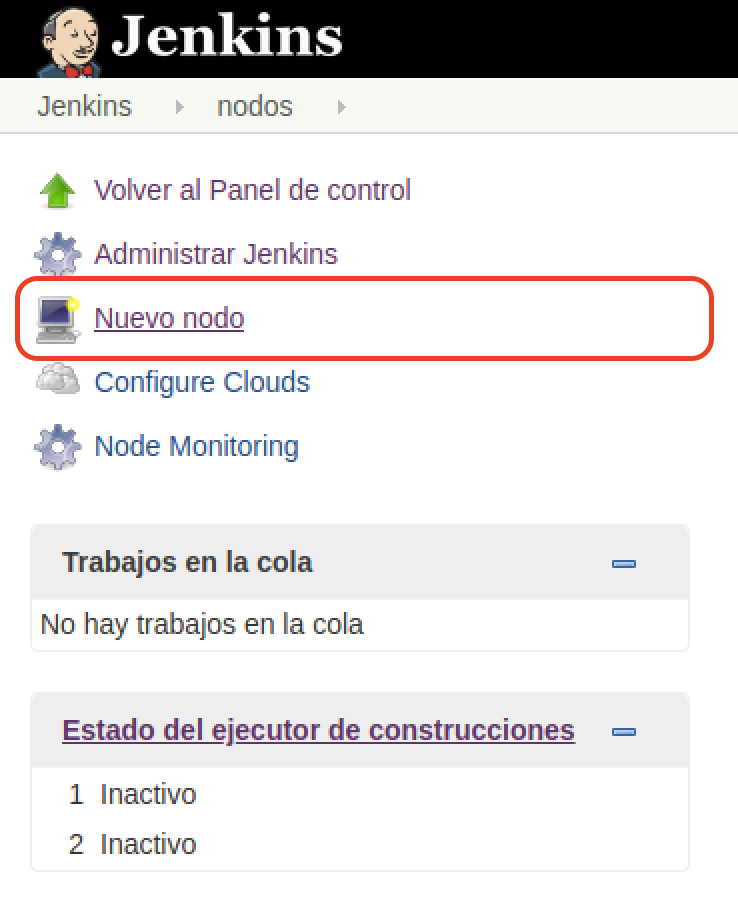 Jenkins
Jenkins nodos
Volver al Panel de control
Administrar Jenkins
Nuevo nodo
Configure Clouds
Node Monitoring
Trabajos en la cola
No hay trabajos en la cola
Estado del ejecutor de construcciones
1 Inactivo
2 Inactivo